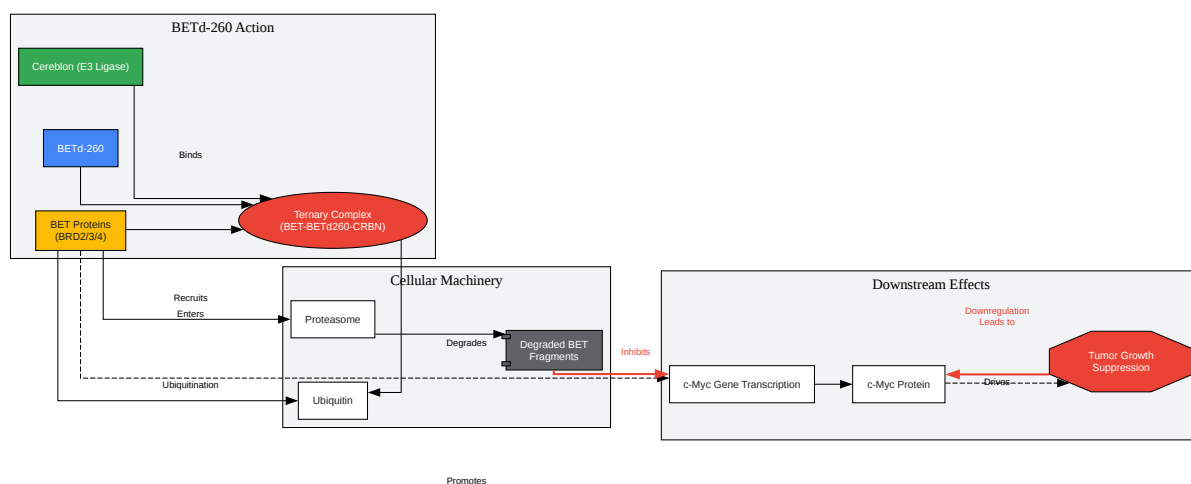 BETd-260 Action
Cereblon (E3 Ligase)
BETd-260
Binds
BET Proteins
(BRD2/3/4)
Ternary Complex
(BET-BETd260-CRBN)
Cellular Machinery
Recruits
Enters
Proteasome
Degrades
Degraded BET
Fragments
Ubiquitination
Ubiquitin
Inhibits
Downstream Effects
Downregulation
Leads to
c-Myc Gene Transcription
c-Myc Protein
Drives
Tumor Growth
Suppression
Promotes